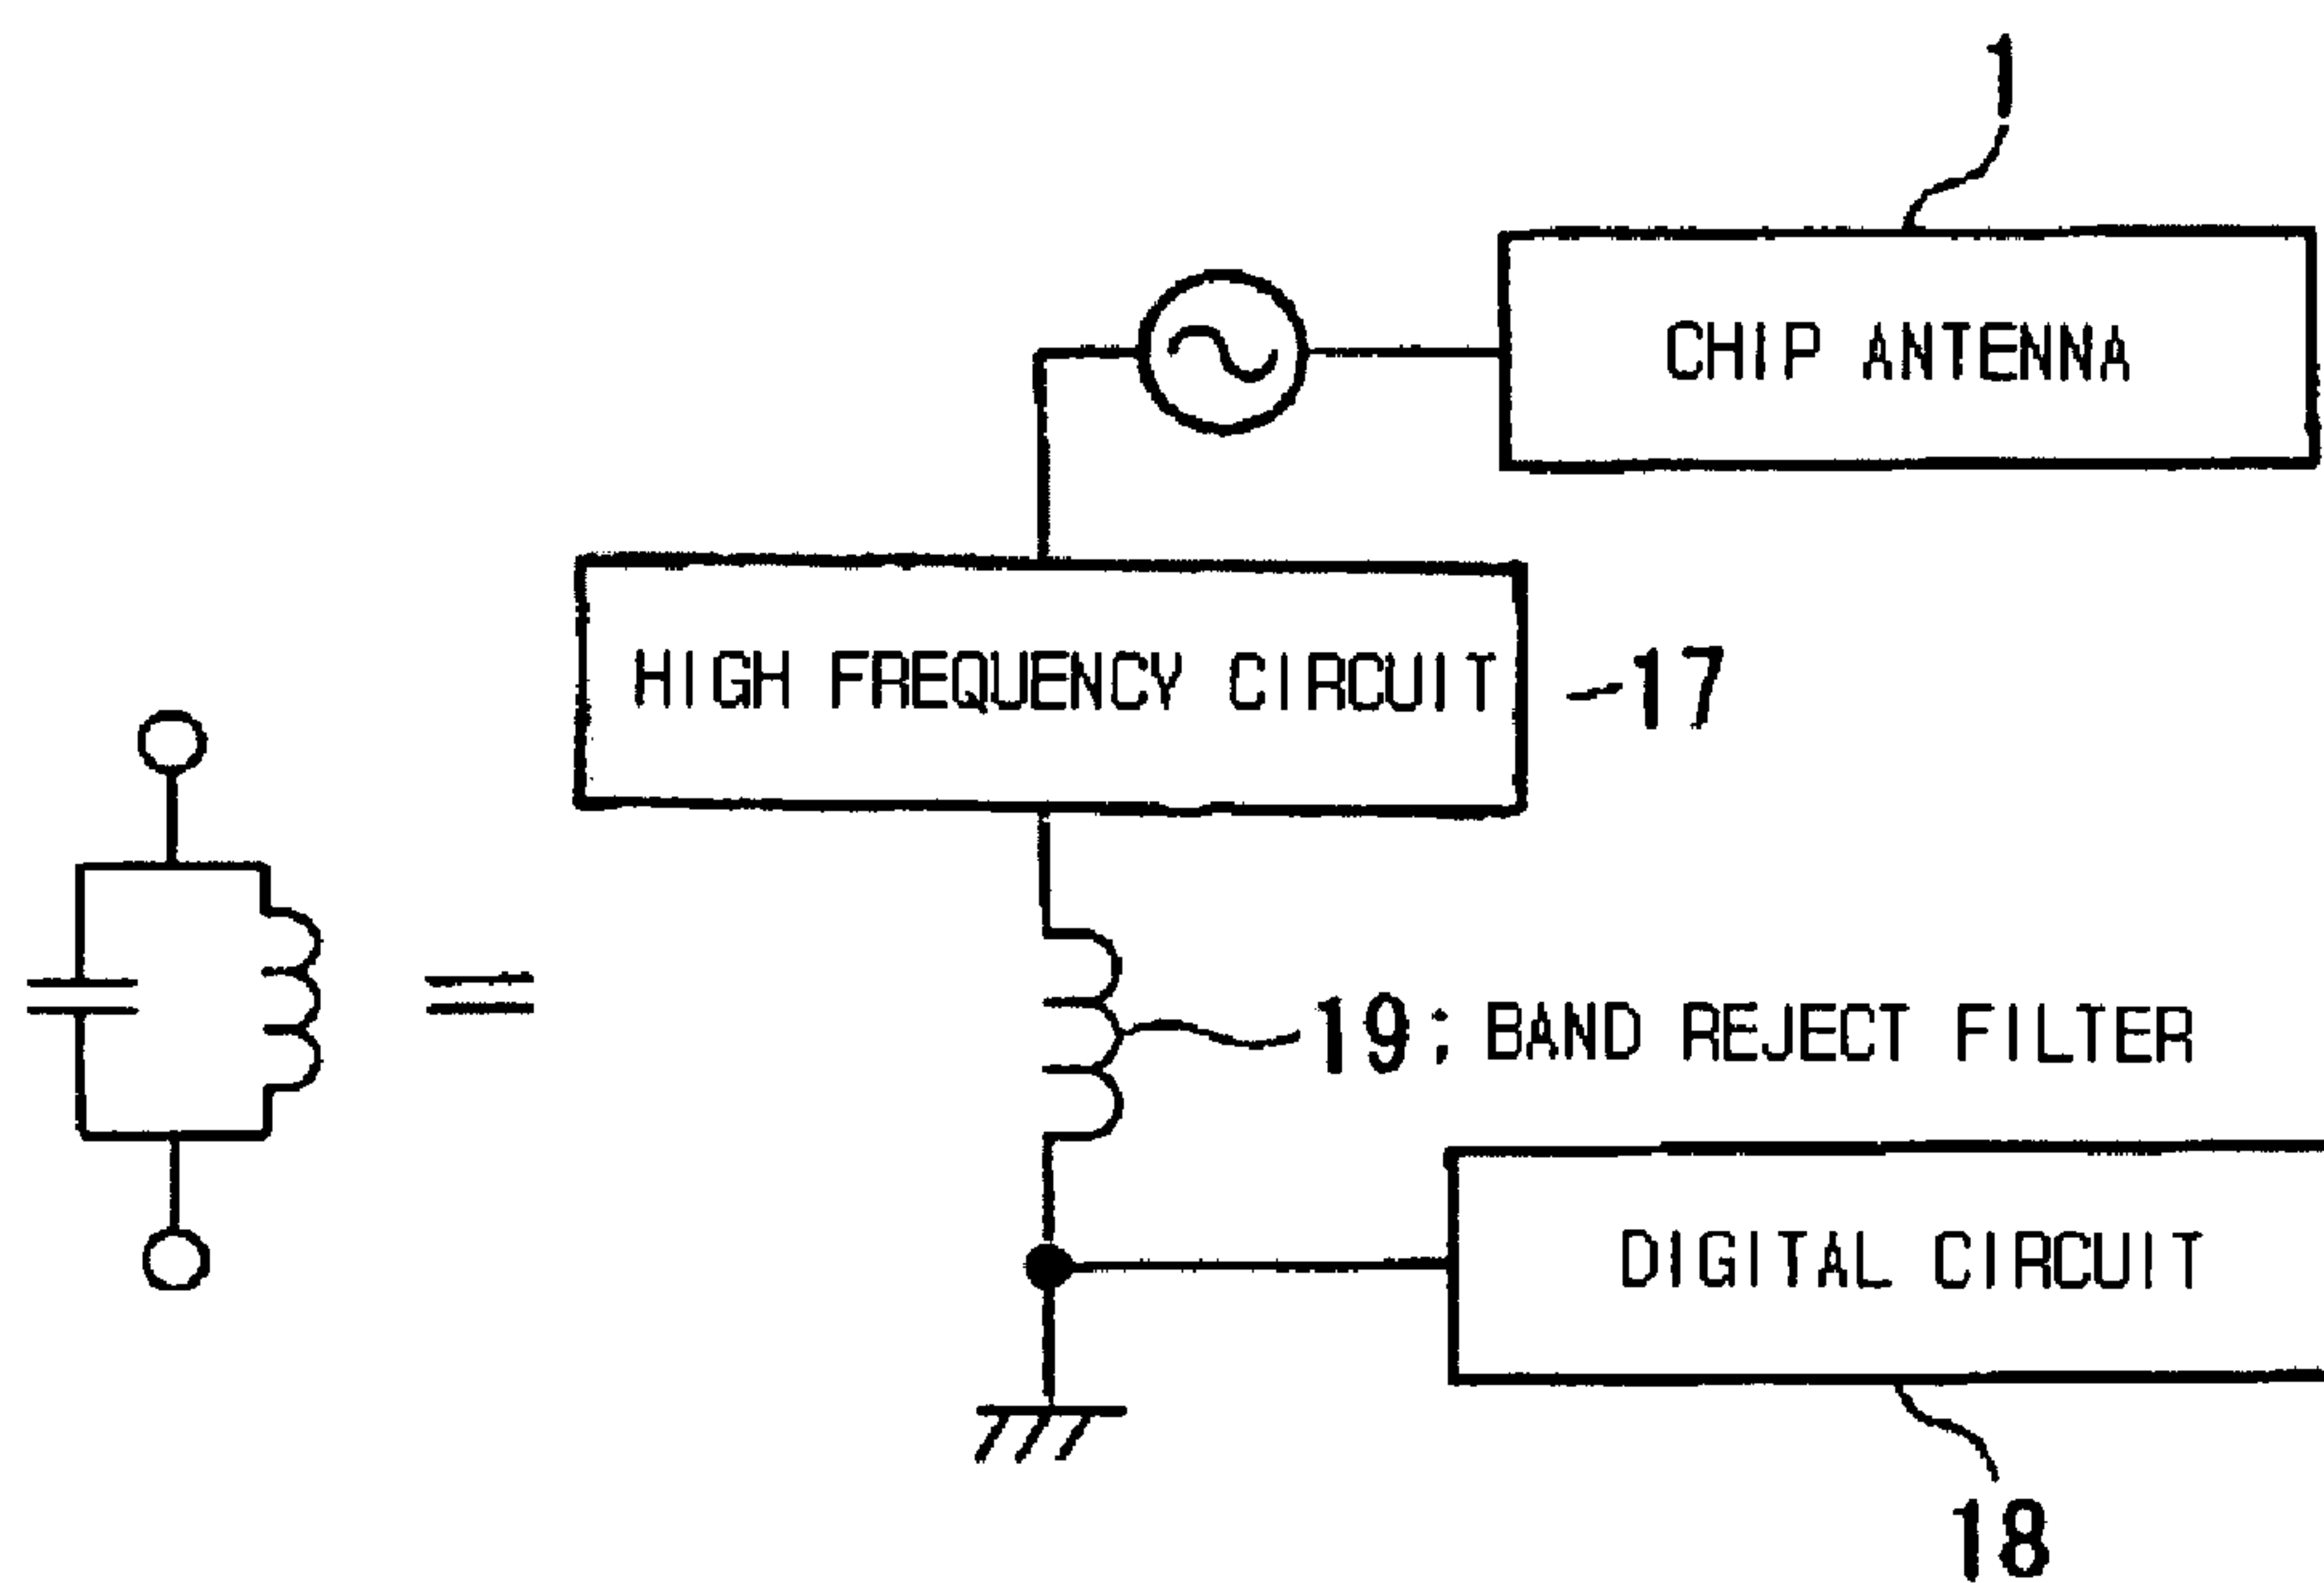 1
CHIP ANTENNA
HIGH FREQUENCY CIRCUIT
17
19; BAND REJECT FILTER
DIGITAL CIRCUIT
18